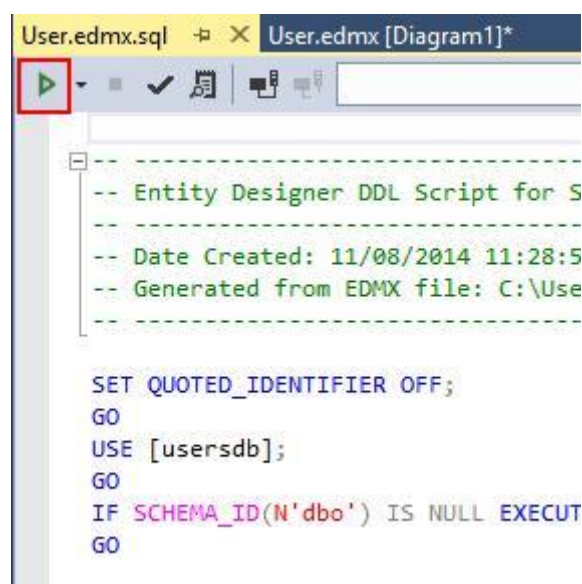 User.edmx.sql User.edmx [Diagram1]*
-- --------------------------------
-- Entity Designer DDL Script for S
-- --------------------------------
-- Date Created: 11/08/2014 11:28:5
-- Generated from EDMX file: C:\Use
-- --------------------------------
SET QUOTED_IDENTIFIER OFF;
GO
USE [usersdb];
GO
IF SCHEMA_ID(N'dbo') IS NULL EXECUT
GO